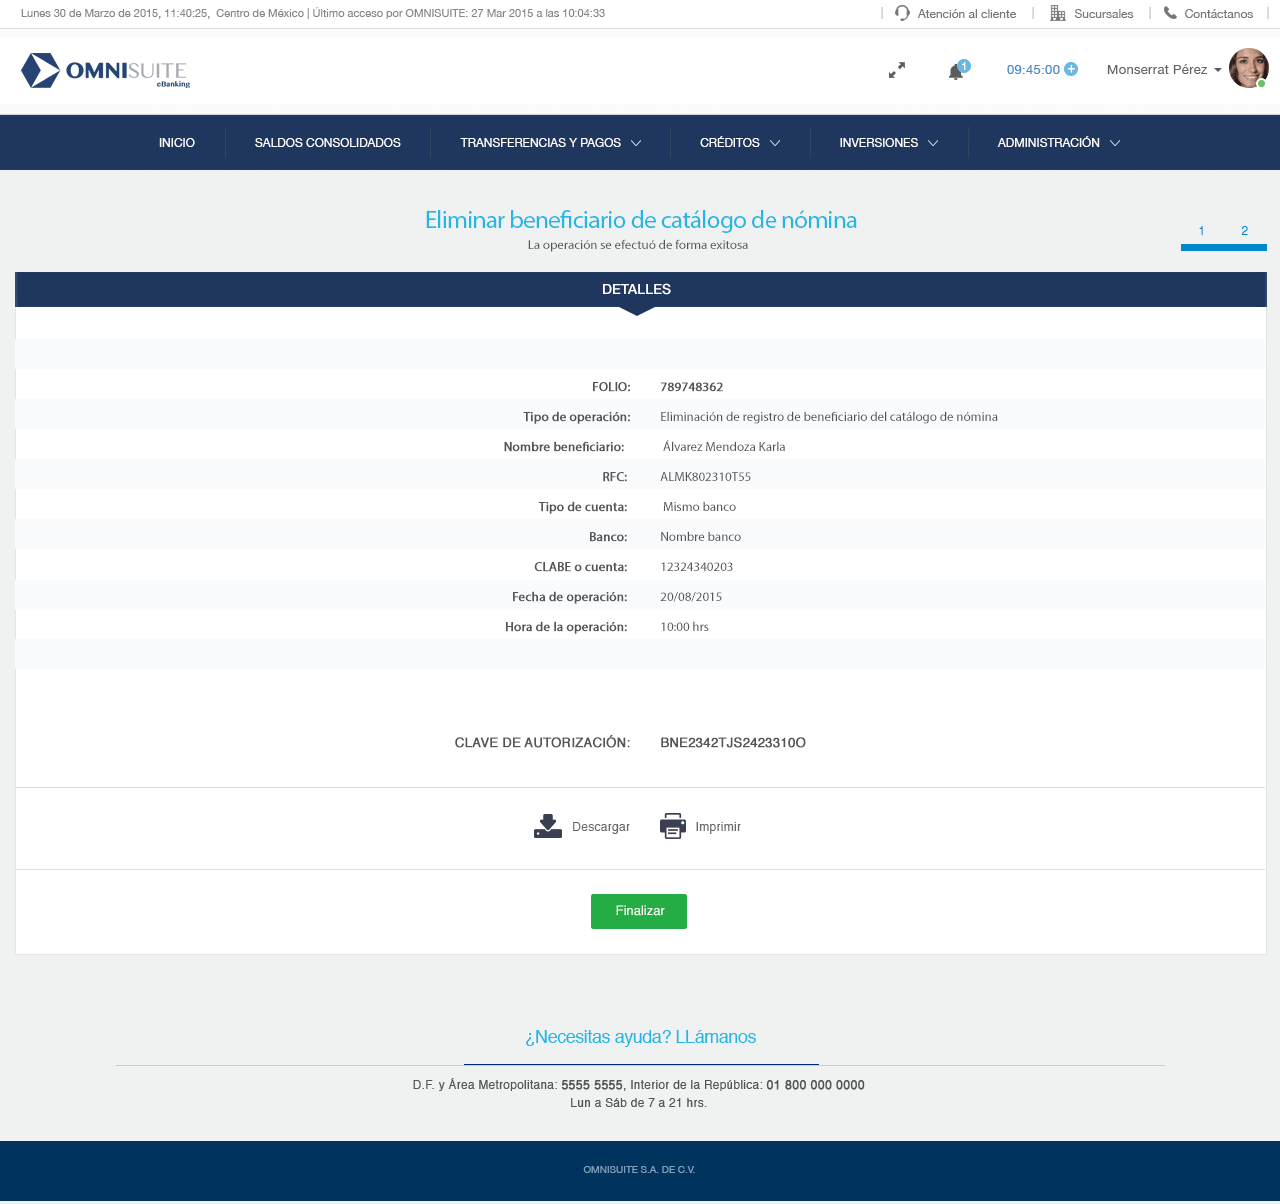 Lunes 30 de Marzo de 2015, 11:40:25,  Centro de México | Último acceso por OMNISUITE: 27 Mar 2015 a las 10:04:33
| Atención al cliente | Sucursales | Contáctanos |
OMNISUITE
eBanking
1
09:45:00
Monserrat Pérez
INICIO
SALDOS CONSOLIDADOS
TRANSFERENCIAS Y PAGOS
CRÉDITOS
INVERSIONES
ADMINISTRACIÓN
Eliminar beneficiario de catálogo de nómina
La operación se efectuó de forma exitosa
1 2
DETALLES
FOLIO: 789748362
Tipo de operación: Eliminación de registro de beneficiario del catálogo de nómina
Nombre beneficiario: Álvarez Mendoza Karla
RFC: ALMK802310T55
Tipo de cuenta: Mismo banco
Banco: Nombre banco
CLABE o cuenta: 12324340203
Fecha de operación: 20/08/2015
Hora de la operación: 10:00 hrs
CLAVE DE AUTORIZACIÓN: BNE2342TJS2423310O
Descargar
Imprimir
Finalizar
¿Necesitas ayuda? LLámanos
D.F. y Área Metropolitana: 5555 5555, Interior de la República: 01 800 000 0000
Lun a Sáb de 7 a 21 hrs.
OMNISUITE S.A. DE C.V.